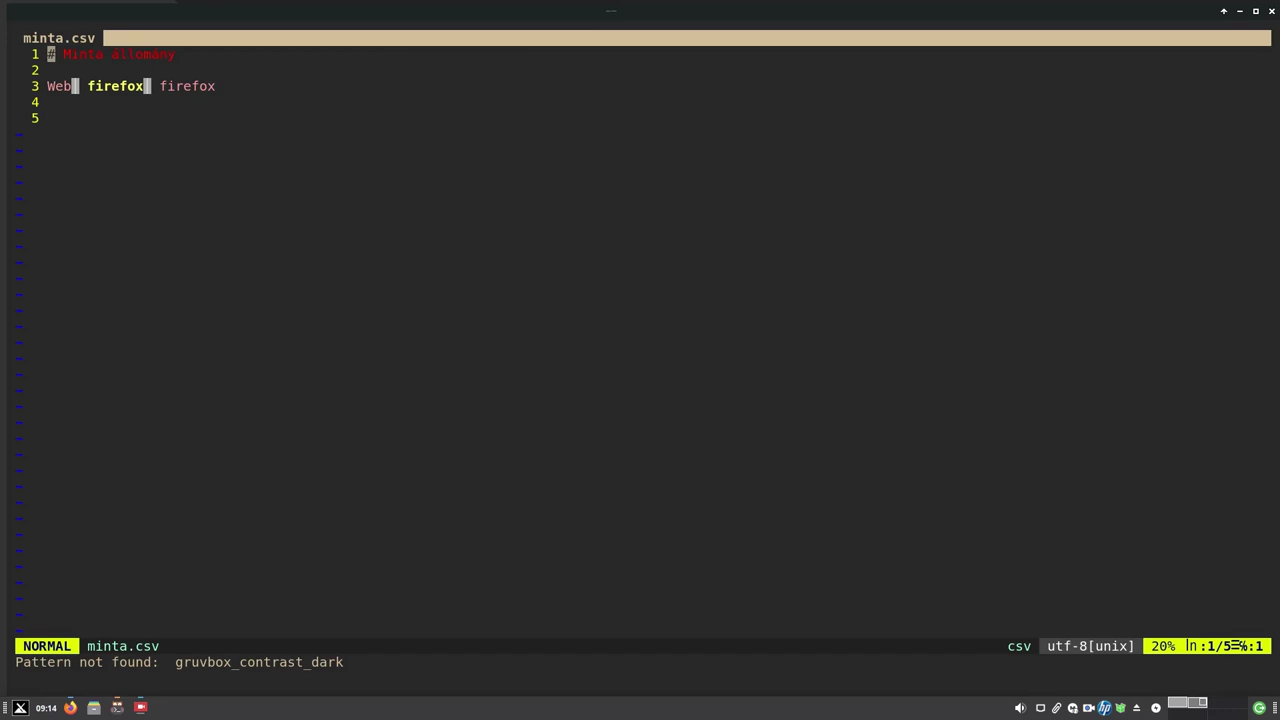 minta.csv
1 # Minta állomány
2
3 Web| firefox| firefox
4
5
NORMAL minta.csv csv utf-8[unix] 20% ln:1/5☰℅:1
Pattern not found: gruvbox_contrast_dark
09:14